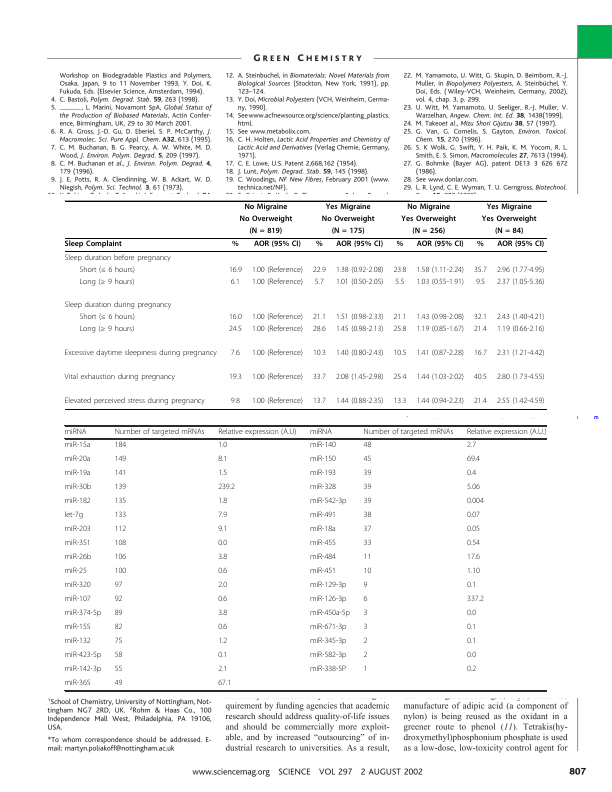 GREEN CHEMISTRY
Workshop on Biodegradable Plastics and Polymers,
Osaka, Japan, 9 to 11 November 1993, Y. Doi, K.
Fukuda, Eds. (Elsevier Science, Amsterdam, 1994).
4. C. Bastoli, Polym. Degrad. Stab. 59, 263 (1998).
5. ______, L. Marini, Novamont SpA, Global Status of
the Production of Biobased Materials, Actin Confer-
ence, Birmingham, UK, 29 to 30 March 2001.
6. R. A. Gross, J.-D. Gu, D. Eberiel, S. P. McCarthy, J.
Macromolec. Sci. Pure Appl. Chem. A32, 613 (1995).
7. C. M. Buchanan, B. G. Pearcy, A. W. White, M. D.
Wood, J. Environ. Polym. Degrad. 5, 209 (1997).
8. C. M. Buchanan et al., J. Environ. Polym. Degrad. 4,
179 (1996).
9. J. E. Potts, R. A. Clendinning, W. B. Ackart, W. D.
Niegish, Polym. Sci. Technol. 3, 61 (1973).
12. A. Steinbuchel, in Biomaterials: Novel Materials from
Biological Sources (Stockton, New York, 1991), pp.
123–124.
13. Y. Doi, Microbial Polyesters (VCH, Weinheim, Germa-
ny, 1990).
14. See www.acfnewsource.org/science/planting_plastics.
html.
15. See www.metabolix.com.
16. C. H. Holten, Lactic Acid Properties and Chemistry of
Lactic Acid and Derivatives (Verlag Chemie, Germany,
1971).
17. C. E. Lowe, U.S. Patent 2,668,162 (1954).
18. J. Lunt, Polym. Degrad. Stab. 59, 145 (1998).
19. C. Woodings, NF New Fibres, February 2001 (www.
technica.net/NF).
22. M. Yamamoto, U. Witt, G. Skupin, D. Beimborn, R.-J.
Muller, in Biopolymers Polyesters, A. Steinbüchel, Y.
Doi, Eds. (Wiley-VCH, Weinheim, Germany, 2002),
vol. 4, chap. 3, p. 299.
23. U. Witt, M. Yamamoto, U. Seeliger, R.-J. Muller, V.
Warzelhan, Angew. Chem. Int. Ed. 38, 1438(1999).
24. M. Takeoet al., Mitsu Shori Gijutsu 38, 57 (1997).
25. G. Van, G. Cornelis, S. Gayton, Environ. Toxicol.
Chem. 15, 270 (1996).
26. S. K Wolk, G, Swift, Y. H. Paik, K. M. Yocom, R. L.
Smith, E. S. Simon, Macromolecules 27, 7613 (1994).
27. G. Bohmke (Bayer AG), patent DE13 3 626 672
(1986).
28. See www.donlar.com.
29. L. R. Lynd, C. E. Wyman, T. U. Gerngross, Biotechnol.
No Migraine Yes Migraine No Migraine Yes Migraine
No Overweight No Overweight Yes Overweight Yes Overweight
(N = 819) (N = 175) (N = 256) (N = 84)
Sleep Complaint % AOR (95% CI) % AOR (95% CI) % AOR (95% CI) % AOR (95% CI)
Sleep duration before pregnancy
Short (≤ 6 hours) 16.9 1.00 (Reference) 22.9 1.38 (0.92-2.08) 23.8 1.58 (1.11-2.24) 35.7 2.96 (1.77-4.95)
Long (≥ 9 hours) 6.1 1.00 (Reference) 5.7 1.01 (0.50-2.05) 5.5 1.03 (0.55-1.91) 9.5 2.37 (1.05-5.36)
Sleep duration during pregnancy
Short (≤ 6 hours) 16.0 1.00 (Reference) 21.1 1.51 (0.98-2.33) 21.1 1.43 (0.98-2.08) 32.1 2.43 (1.40-4.21)
Long (≥ 9 hours) 24.5 1.00 (Reference) 28.6 1.45 (0.98-2.13) 25.8 1.19 (0.85-1.67) 21.4 1.19 (0.66-2.16)
Excessive daytime sleepiness during pregnancy 7.6 1.00 (Reference) 10.3 1.40 (0.80-2.43) 10.5 1.41 (0.87-2.28) 16.7 2.31 (1.21-4.42)
Vital exhaustion during pregnancy 19.3 1.00 (Reference) 33.7 2.08 (1.45-2.98) 25.4 1.44 (1.03-2.02) 40.5 2.80 (1.73-4.55)
Elevated perceived stress during pregnancy 9.8 1.00 (Reference) 13.7 1.44 (0.88-2.35) 13.3 1.44 (0.94-2.23) 21.4 2.55 (1.42-4.59)
miRNA Number of targeted mRNAs Relative expression (A.U) miRNA Number of targeted mRNAs Relative expression (A.U.)
miR-15a 184 1.0 miR-140 48 2.7
miR-20a 149 8.1 miR-150 45 69.4
miR-19a 141 1.5 miR-193 39 0.4
miR-30b 139 239.2 miR-328 39 5.06
miR-182 135 1.8 miR-542-3p 39 0.004
let-7g 133 7.9 miR-491 38 0.07
miR-203 112 9.1 miR-18a 37 0.05
miR-351 108 0.0 miR-455 33 0.54
miR-26b 106 3.8 miR-484 11 17.6
miR-25 100 0.6 miR-451 10 1.10
miR-320 97 2.0 miR-129-3p 9 0.1
miR-107 92 0.6 miR-126-3p 6 337.2
miR-374-5p 89 3.8 miR-450a-5p 3 0.0
miR-155 82 0.6 miR-671-3p 3 0.1
miR-132 75 1.2 miR-345-3p 2 0.1
miR-423-5p 58 0.1 miR-582-3p 2 0.0
miR-142-3p 55 2.1 miR-338-5P 1 0.2
miR-365 49 67.1
¹School of Chemistry, University of Nottingham, Not-
tingham NG7 2RD, UK. ²Rohm & Haas Co., 100
Independence Mall West, Philadelphia, PA 19106,
USA.
*To whom correspondence should be addressed. E-
mail: martyn.poliakoff@nottingham.ac.uk
quirement by funding agencies that academic
research should address quality-of-life issues
and should be commercially more exploit-
able, and by increased “outsourcing” of in-
dustrial research to universities. As a result,
manufacture of adipic acid (a component of
nylon) is being reused as the oxidant in a
greener route to phenol (11). Tetrakis(hy-
droxymethyl)phosphonium phosphate is used
as a low-dose, low-toxicity control agent for
www.sciencemag.org SCIENCE VOL 297 2 AUGUST 2002 807